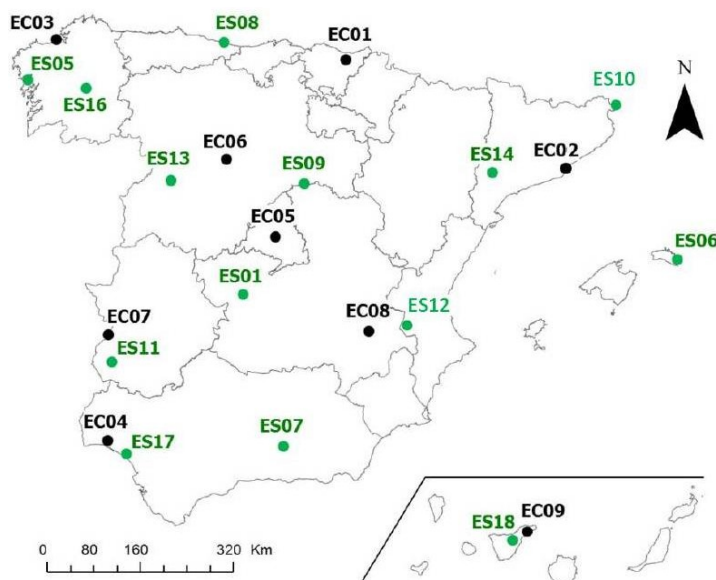 EC03
ES08
EC01
ES05
ES16
ES10
N
EC06
ES13
ES09
ES14
EC02
EC05
ES06
ES01
EC07
EC08
ES12
ES11
EC04
ES17
ES07
ES18
EC09
0 80 160 320 Km